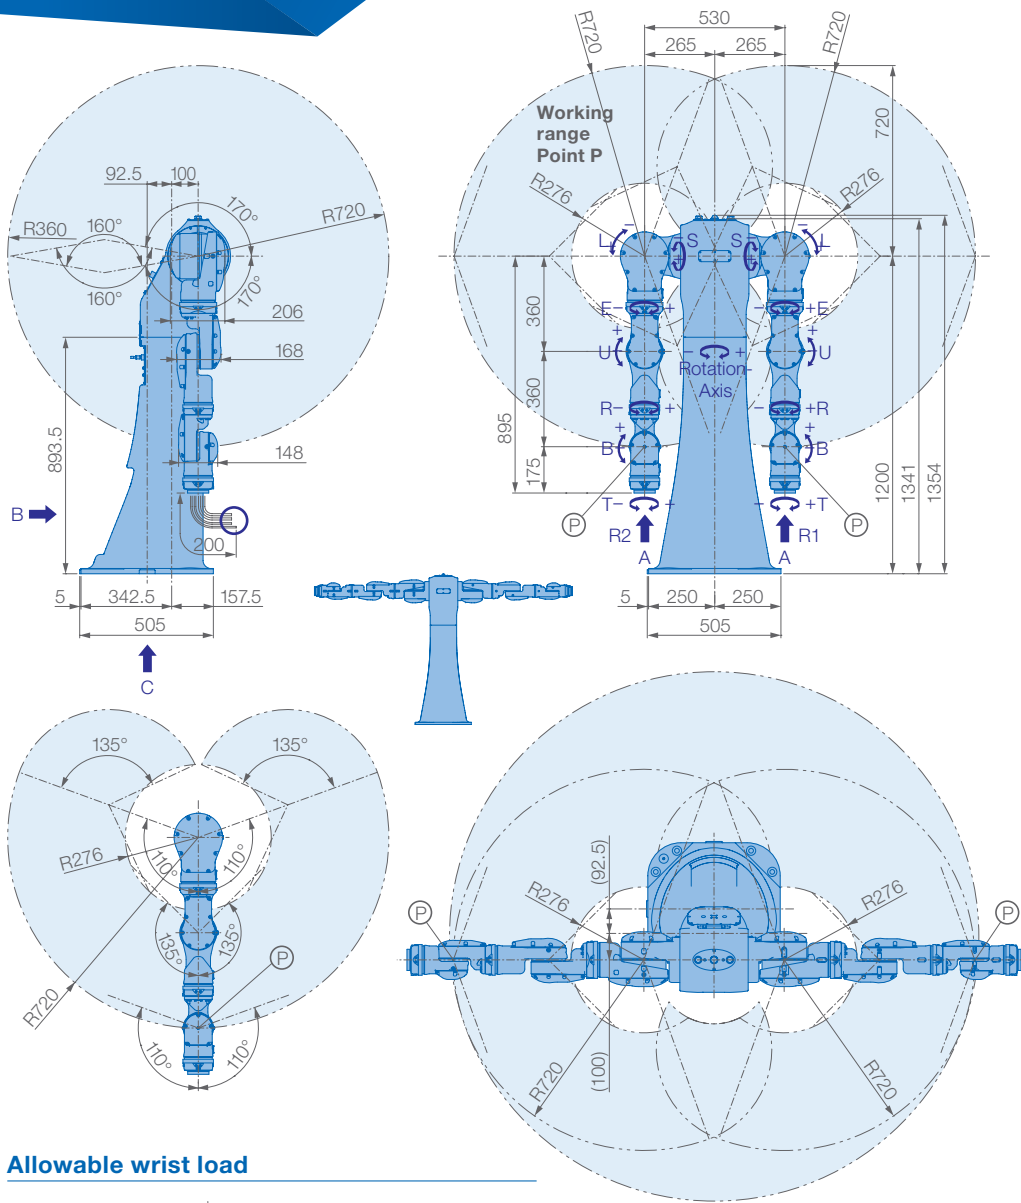 530
R720
R720
265
265
Working
range
Point P
720
92.5
100
R276
R276
170°
R720
R360
160°
L
−
S
S
−
L
160°
170°
206
360
E−
+
−
+E
+
+
168
U
− +
U
Rotation-
Axis
360
893.5
895
R−
+
−
+R
+
+
148
B
B
1200
1341
1354
175
B
T−
+
−
+T
P
P
200
R2
R1
A
A
5
342.5
157.5
5
250
250
505
505
C
135°
135°
R276
110°
110°
(92.5)
R276
R276
P
P
135°
135°
P
R720
110°
110°
(100)
R720
R720
Allowable wrist load